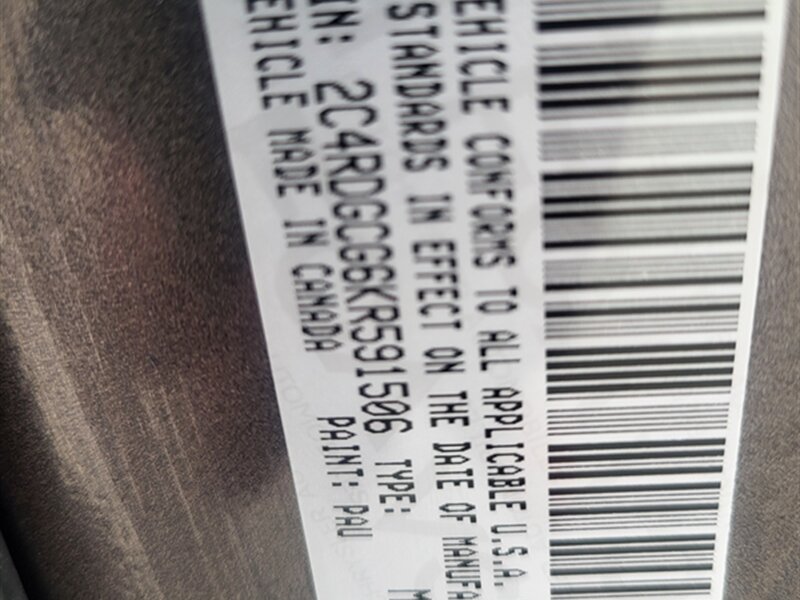 EHICLE CONFORMS TO ALL APPLICABLE U.S.A.
STANDARDS IN EFFECT ON THE DATE OF MANUFA
IN: 2C4RDGCG6KR591506 TYPE:
EHICLE MADE IN CANADA PAINT: PAU